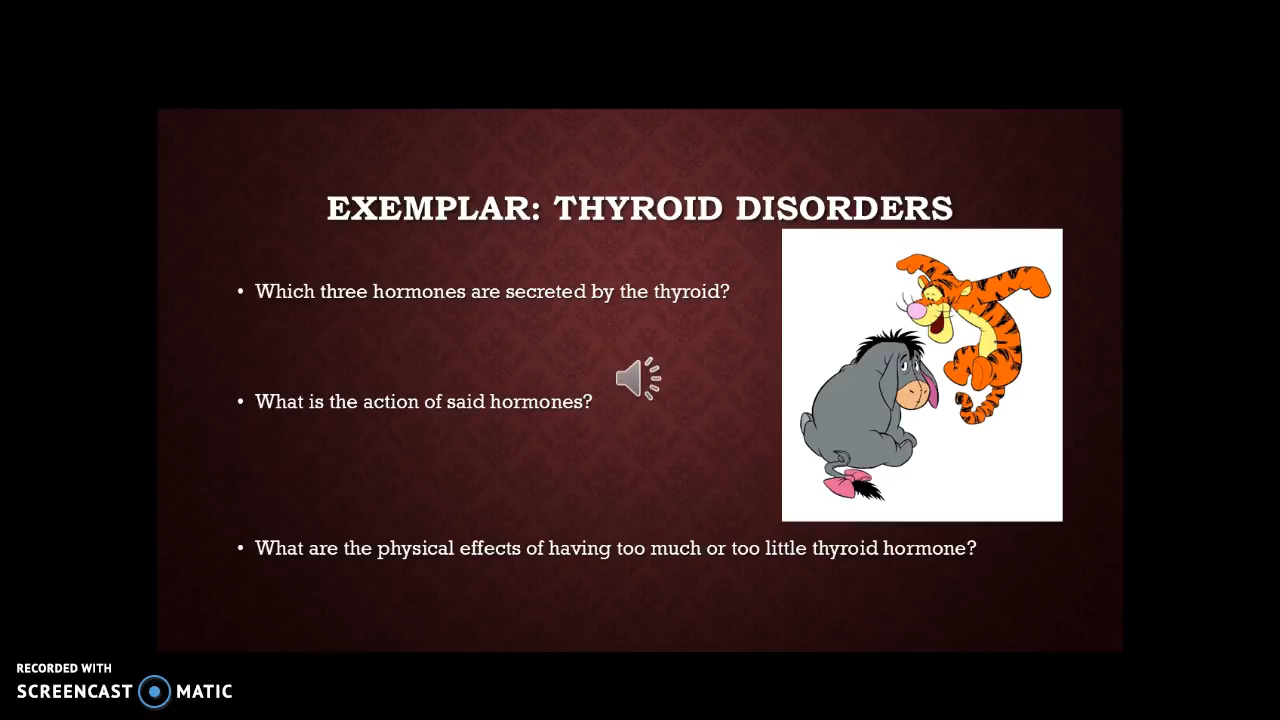 EXEMPLAR: THYROID DISORDERS
• Which three hormones are secreted by the thyroid?
• What is the action of said hormones?
• What are the physical effects of having too much or too little thyroid hormone?
RECORDED WITH
SCREENCAST MATIC